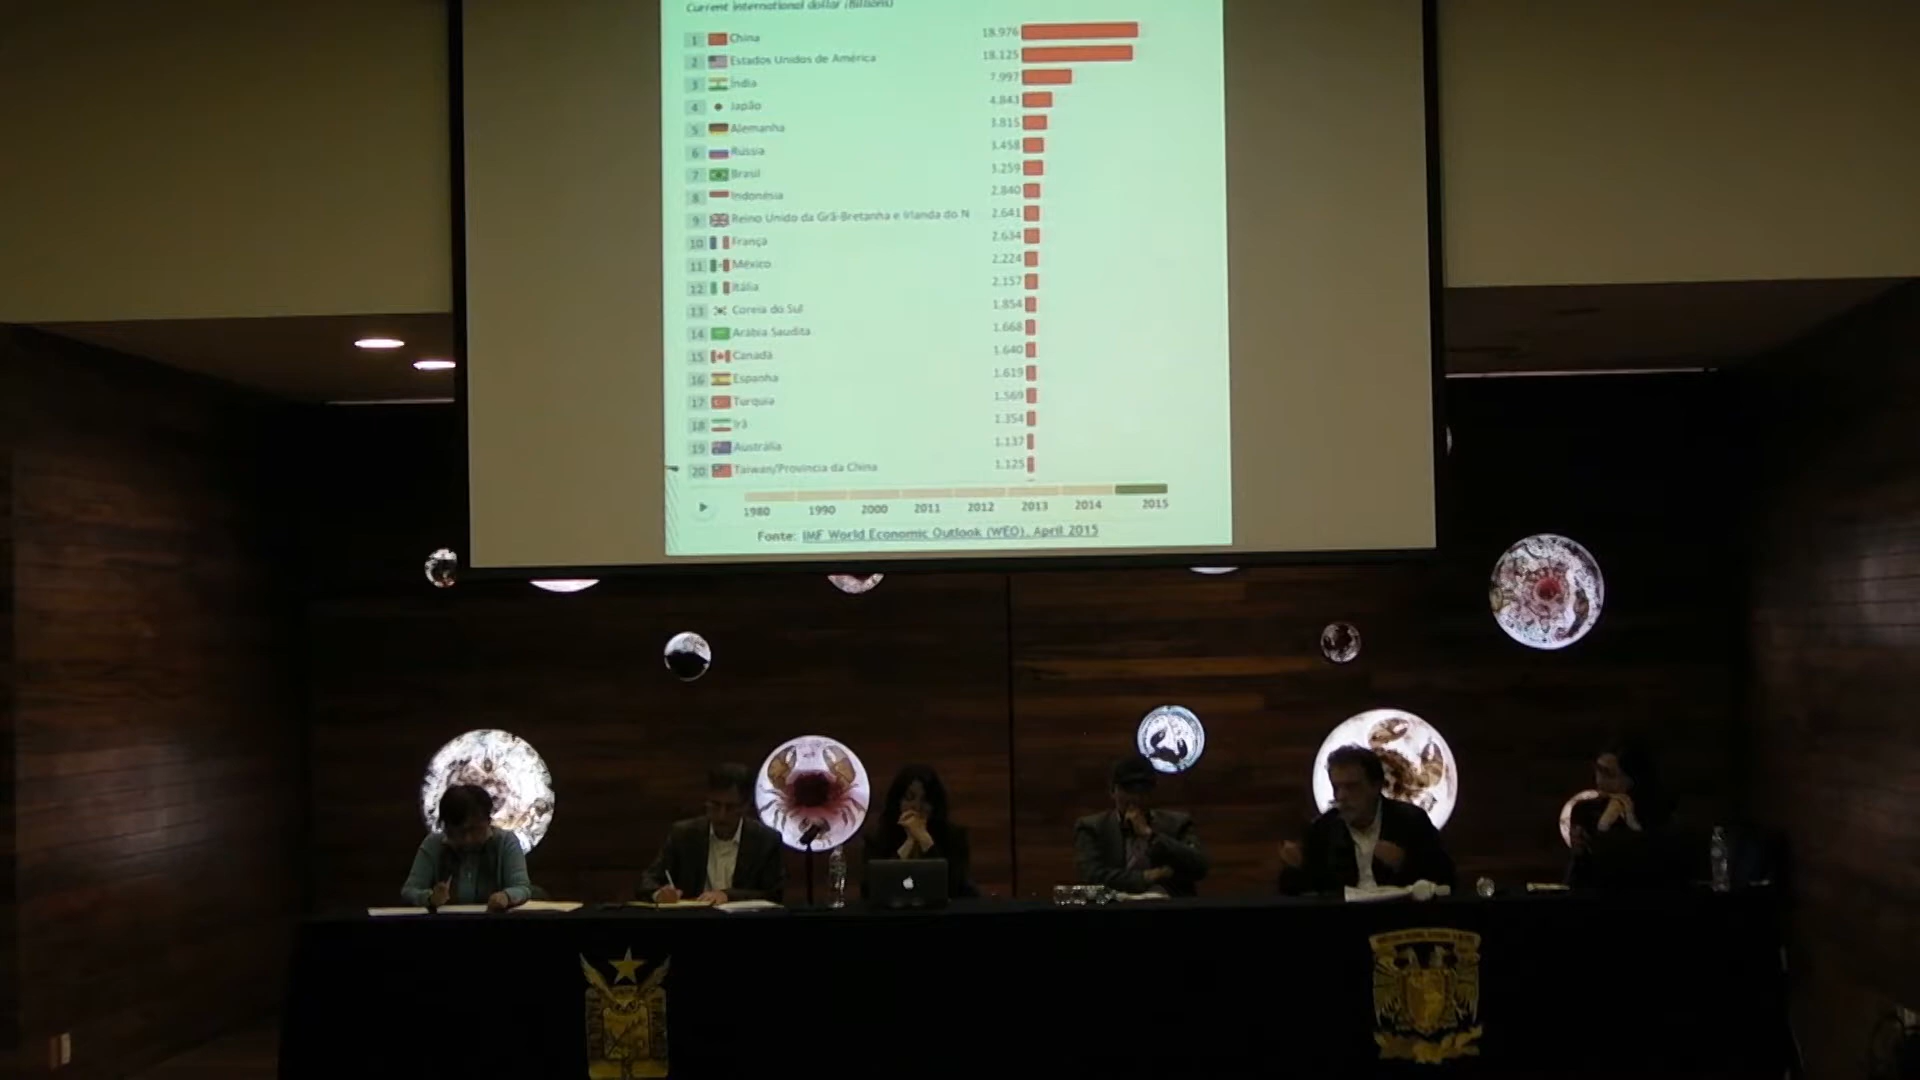 Current international dollar (Billions)
1 China 18.976
2 Estados Unidos de América 18.125
3 Índia 7.997
4 Japão 4.843
5 Alemanha 3.815
6 Rússia 3.458
7 Brasil 3.259
8 Indonésia 2.840
9 Reino Unido da Grã-Bretanha e Irlanda do N 2.641
10 França 2.634
11 México 2.224
12 Itália 2.157
13 Coreia do Sul 1.854
14 Arábia Saudita 1.668
15 Canadá 1.640
16 Espanha 1.619
17 Turquia 1.569
18 Irã 1.354
19 Austrália 1.137
20 Taiwan/Província da China 1.125
1980 1990 2000 2011 2012 2013 2014 2015
Fonte: IMF World Economic Outlook (WEO), April 2015